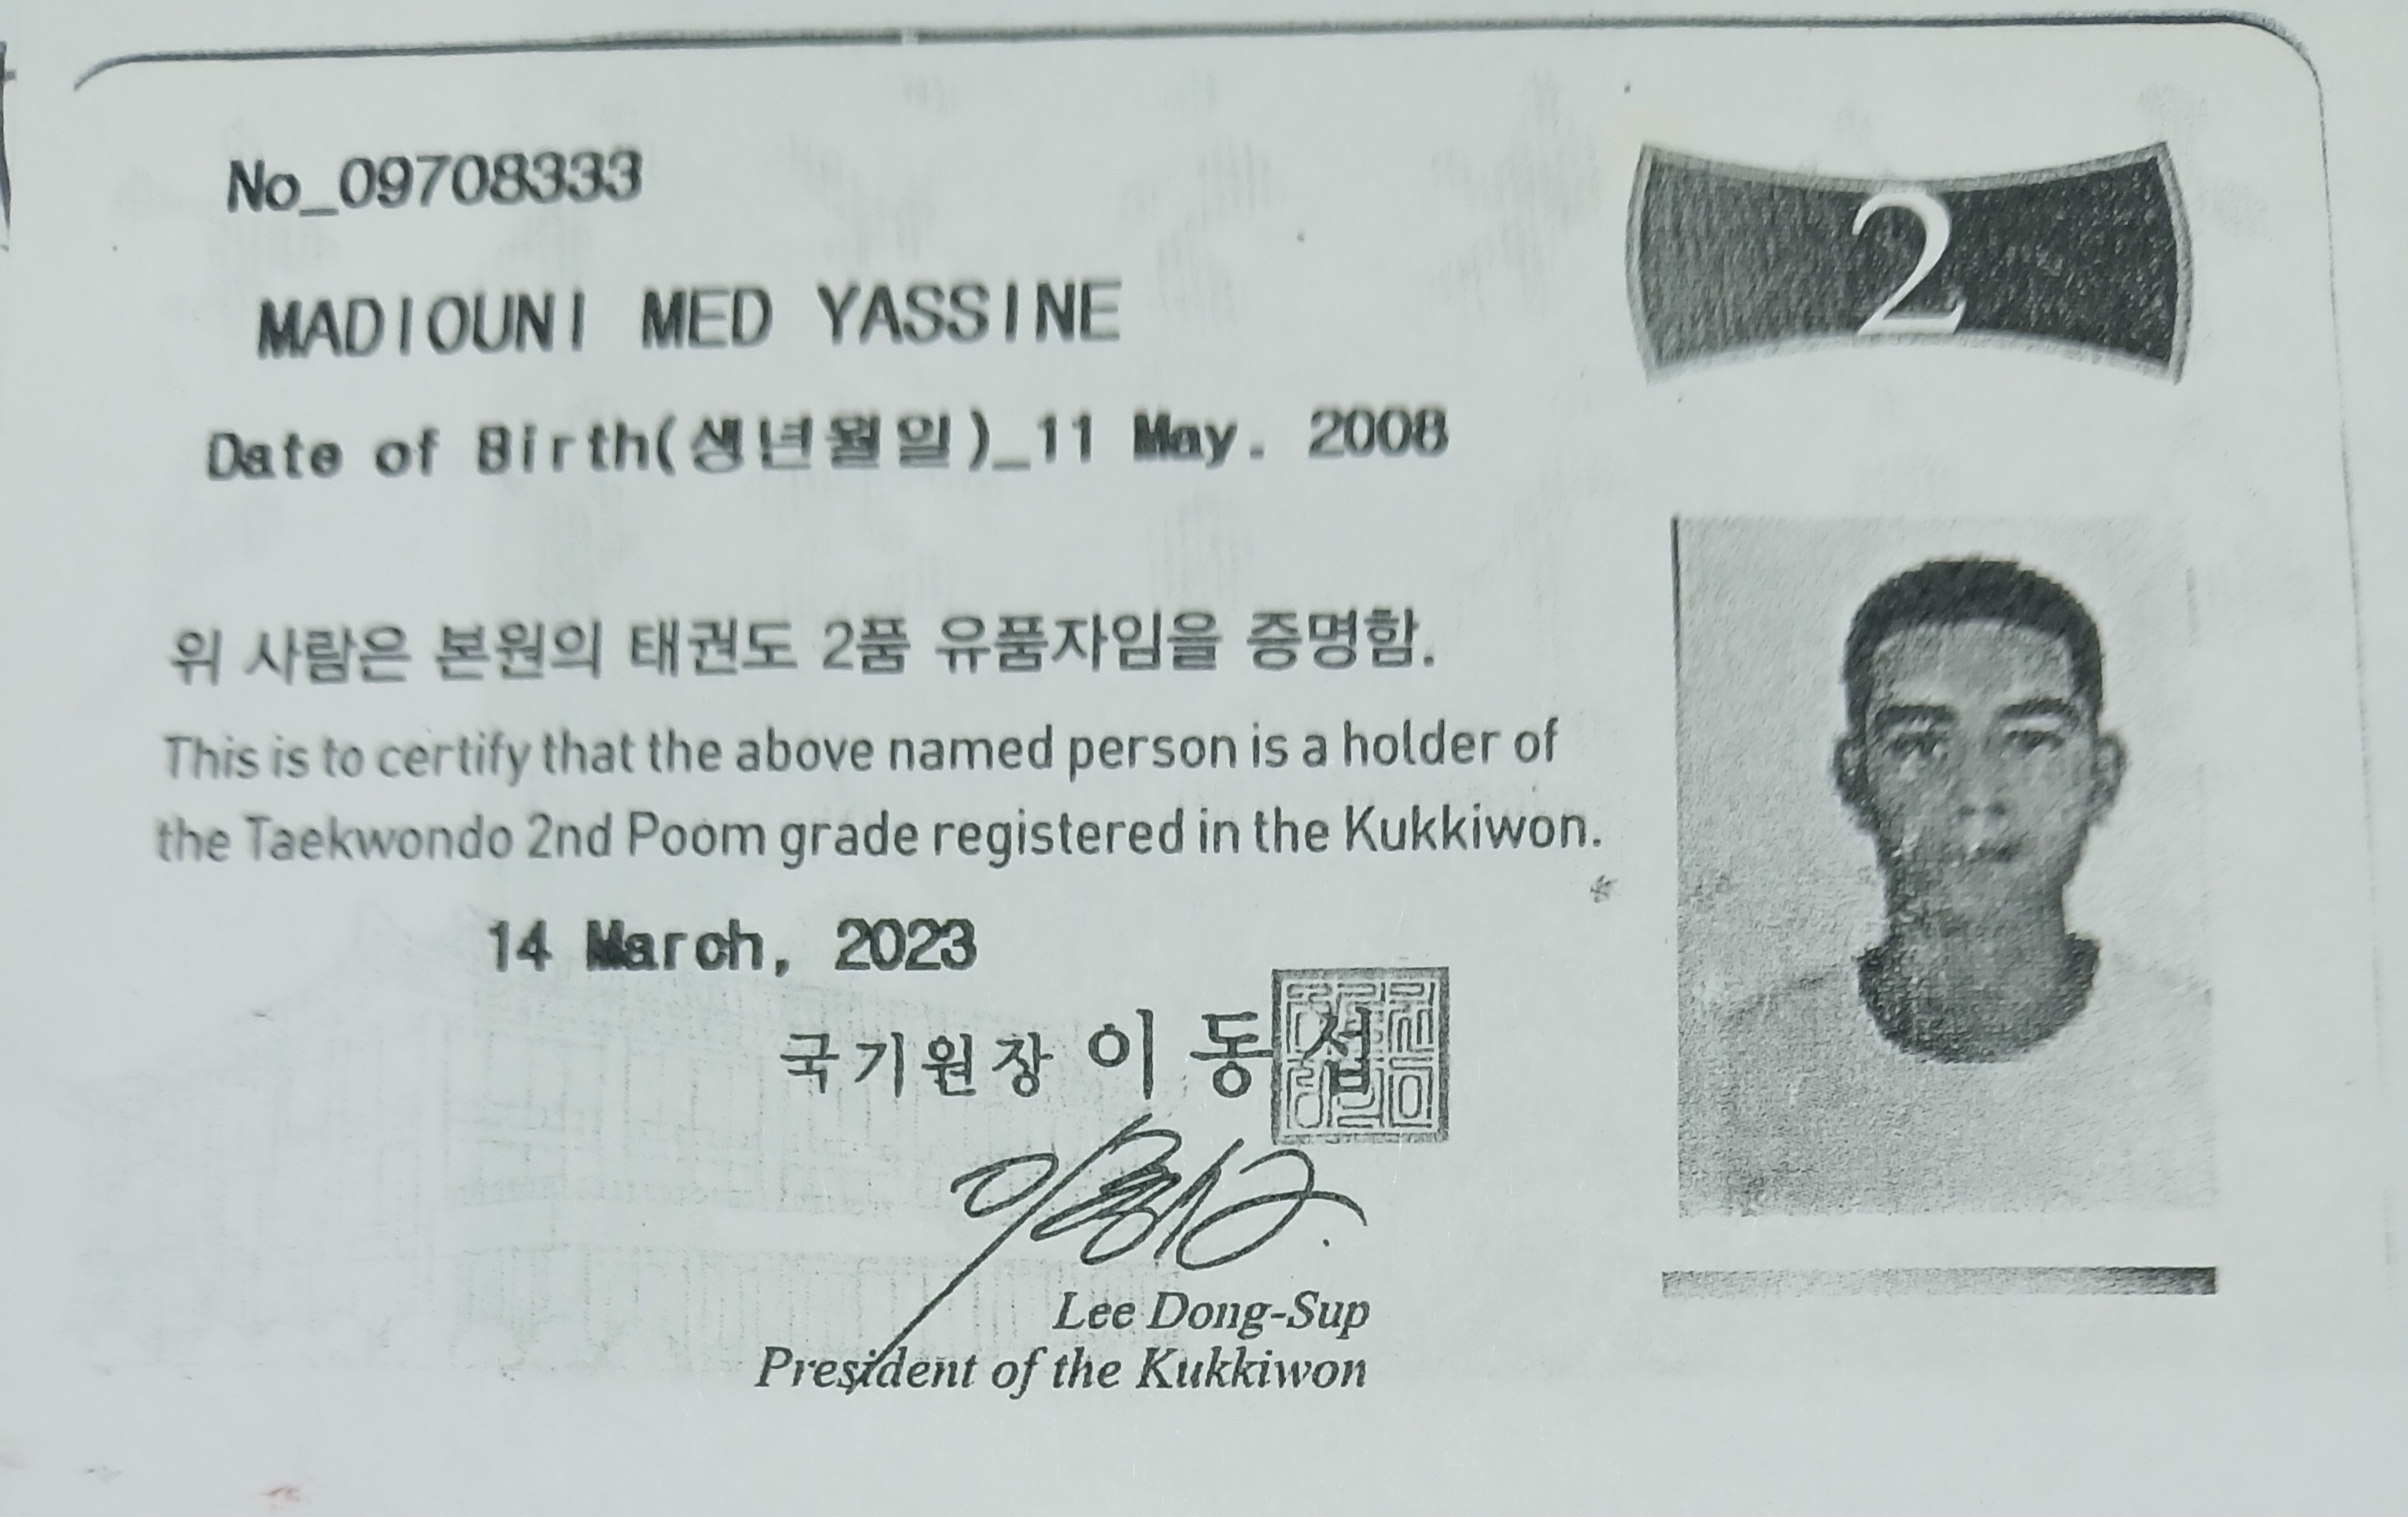 No_09708333
2
MADIOUNI MED YASSINE
Date of Birth(생년월일)_11 May. 2008
위 사람은 본원의 태권도 2품 유품자임을 증명함.
This is to certify that the above named person is a holder of
the Taekwondo 2nd Poom grade registered in the Kukkiwon.
14 March, 2023
국기원장 이동섭
Lee Dong-Sup
President of the Kukkiwon